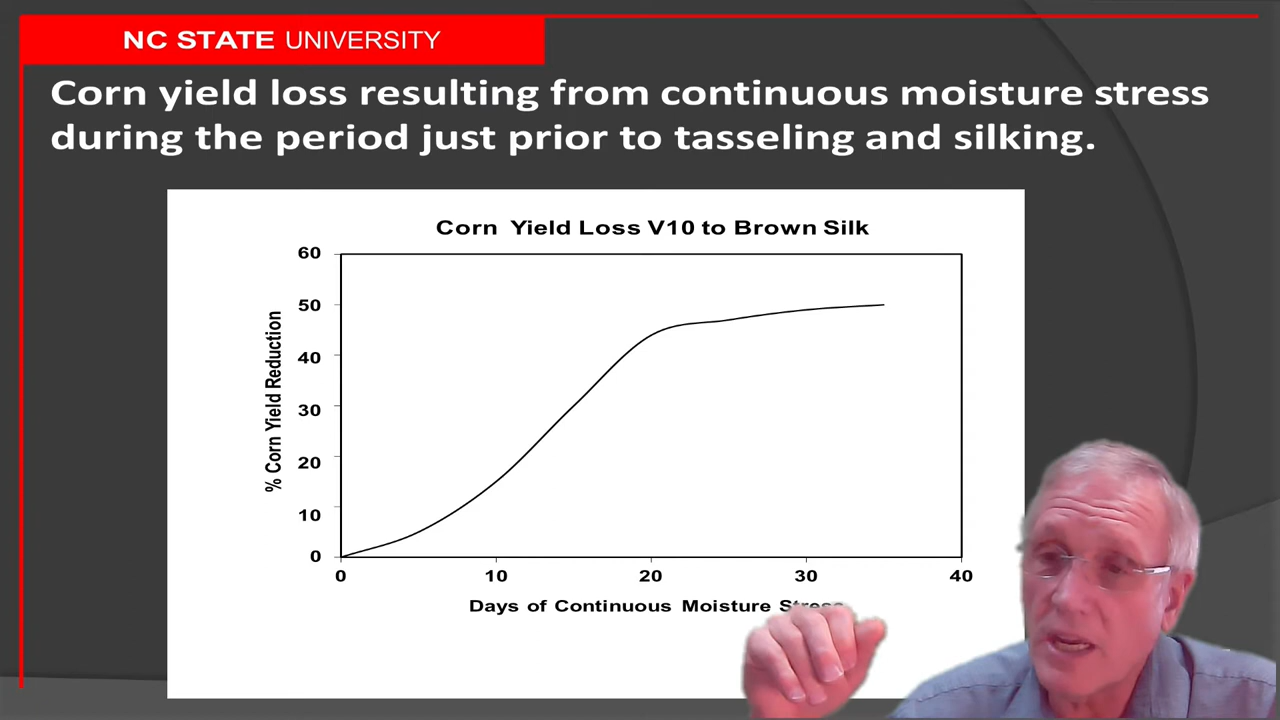 NC STATE UNIVERSITY
Corn yield loss resulting from continuous moisture stress
during the period just prior to tasseling and silking.
Corn Yield Loss V10 to Brown Silk
60
50
40
30
20
10
0
% Corn Yield Reduction
0 10 20 30 40
Days of Continuous Moisture Stress